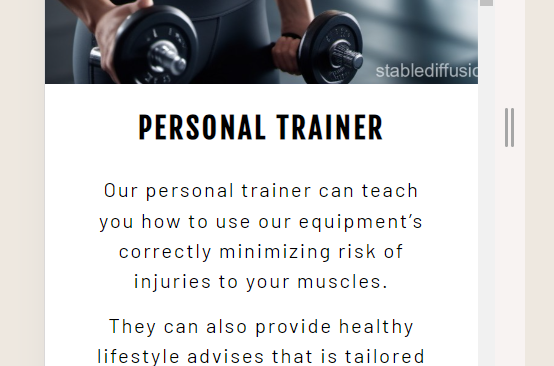 stablediffusio
PERSONAL TRAINER
Our personal trainer can teach
you how to use our equipment's
correctly minimizing risk of
injuries to your muscles.
They can also provide healthy
lifestyle advises that is tailored